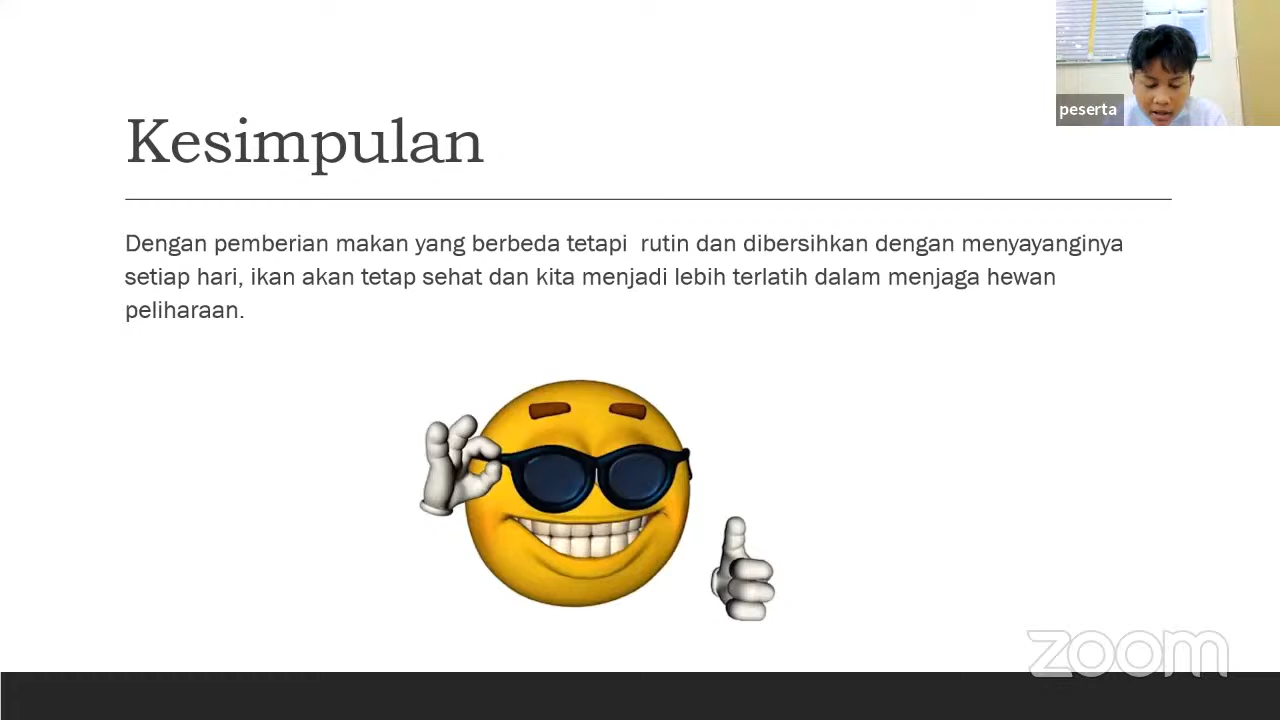 peserta
Kesimpulan
Dengan pemberian makan yang berbeda tetapi  rutin dan dibersihkan dengan menyayanginya
setiap hari, ikan akan tetap sehat dan kita menjadi lebih terlatih dalam menjaga hewan
peliharaan.
zoom